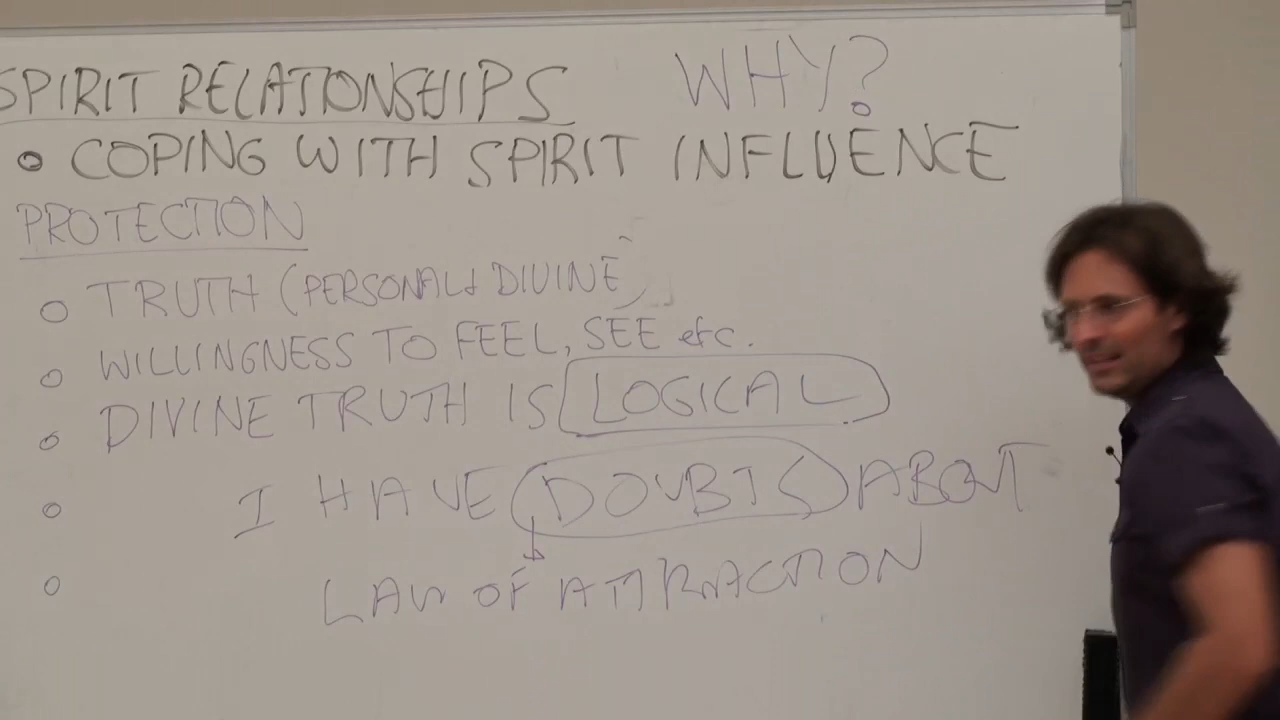 SPIRIT RELATIONSHIPS WHY?
COPING WITH SPIRIT INFLUENCE
PROTECTION
TRUTH (PERSONAL & DIVINE)
WILLINGNESS TO FEEL, SEE etc.
DIVINE TRUTH IS LOGICAL
I HAVE DOUBTS ABOUT
LAW OF ATTRACTION